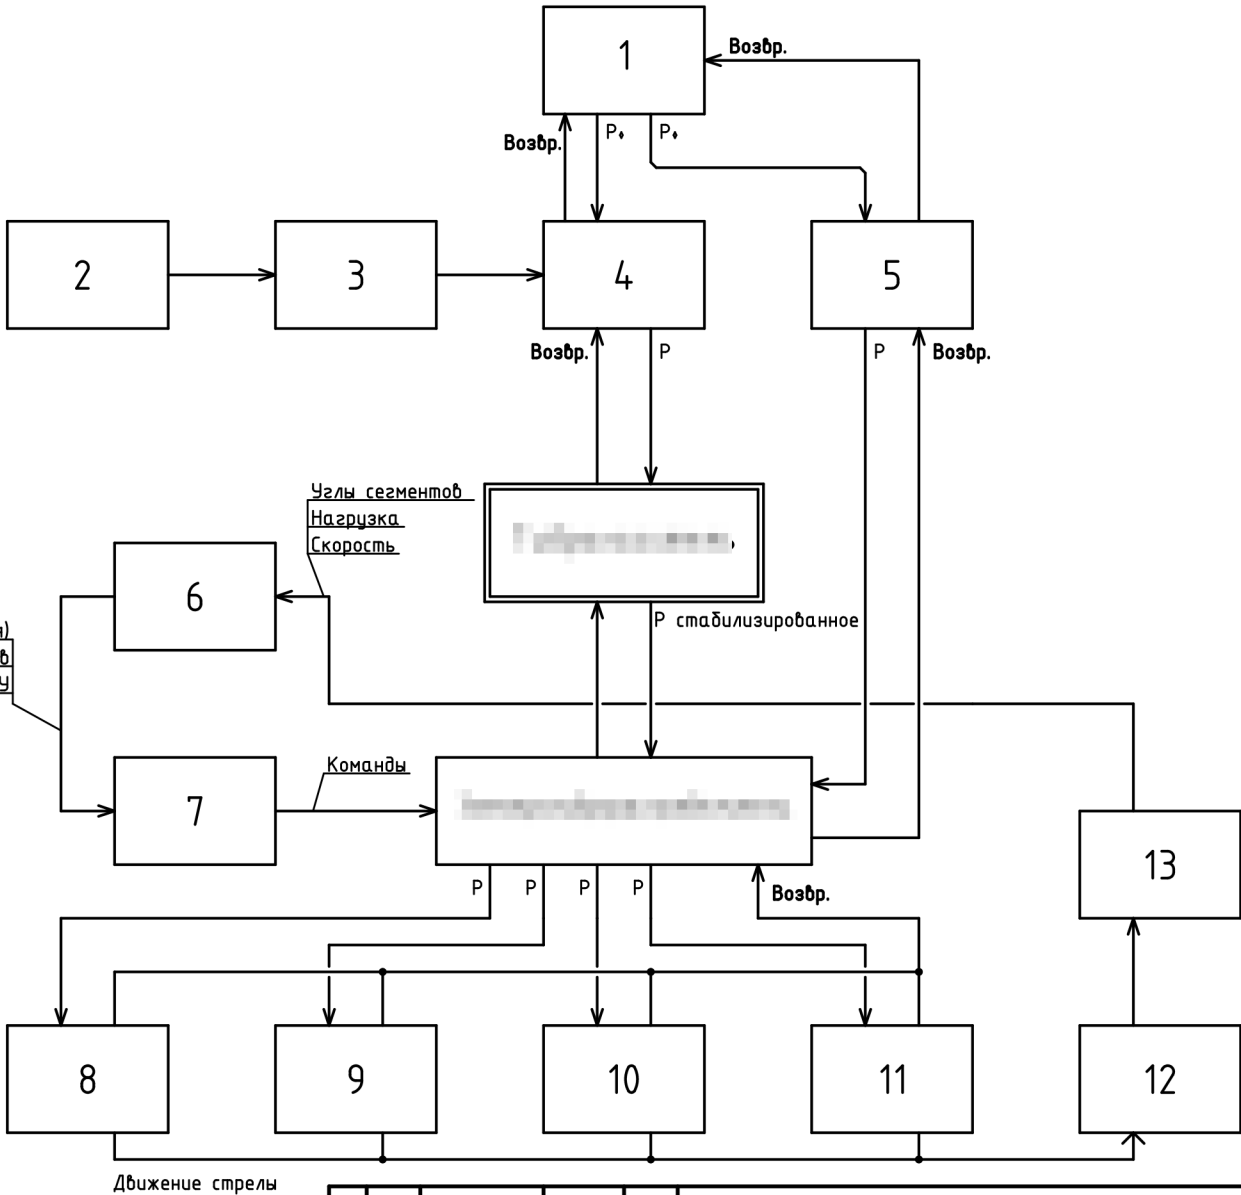 1
Возвр.
Возвр.
P♦
P♦
2
3
4
5
Возвр.
P
P
Возвр.
Углы сегментов
Нагрузка
Скорость
6
P стабилизированное
)
в
У
Команды
7
13
P
P
P
P
Возвр.
8
9
10
11
12
Движение стрелы